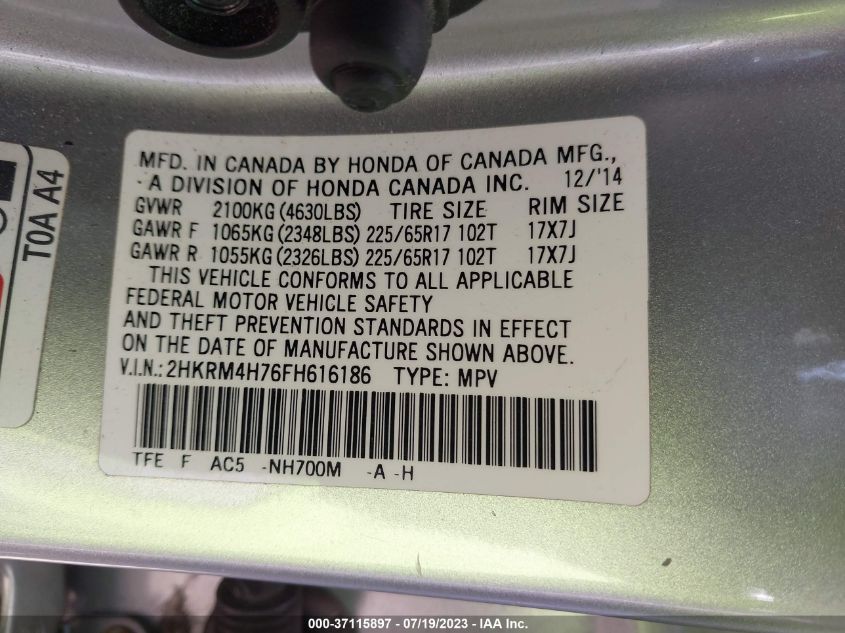 MFD. IN CANADA BY HONDA OF CANADA MFG.,
A DIVISION OF HONDA CANADA INC. 12/'14
GVWR 2100KG (4630LBS) TIRE SIZE RIM SIZE
GAWR F 1065KG (2348LBS) 225/65R17 102T 17X7J
GAWR R 1055KG (2326LBS) 225/65R17 102T 17X7J
THIS VEHICLE CONFORMS TO ALL APPLICABLE
FEDERAL MOTOR VEHICLE SAFETY
AND THEFT PREVENTION STANDARDS IN EFFECT
ON THE DATE OF MANUFACTURE SHOWN ABOVE.
V.I.N.: 2HKRM4H76FH616186 TYPE: MPV
TFE F AC5 -NH700M -A -H
T0A A4
000-37115897 - 07/19/2023 - IAA Inc.